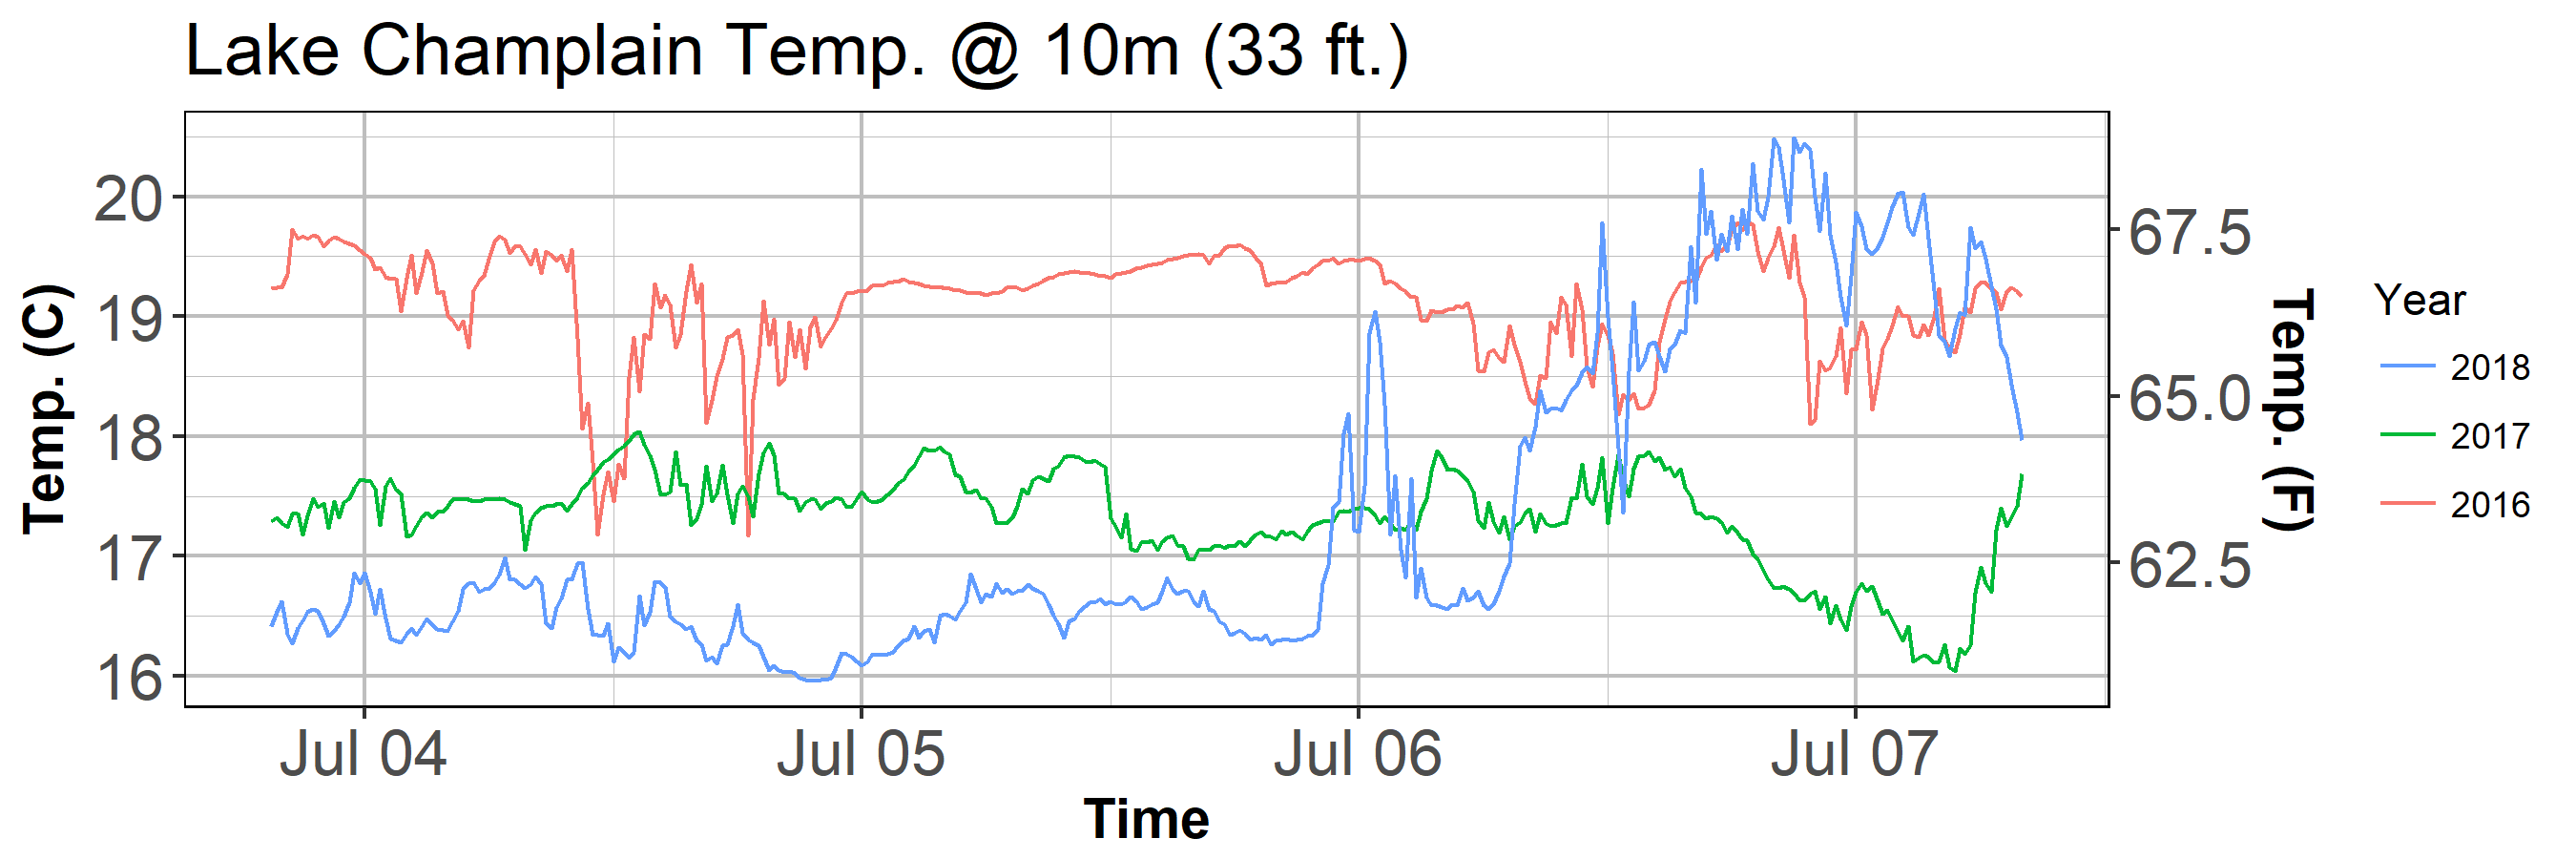 Lake Champlain Temp. @ 10m (33 ft.)
Temp. (C)
20
19
18
17
16
67.5
65.0
62.5
Temp. (F)
Jul 04
Jul 05
Jul 06
Jul 07
Time
Year
2018
2017
2016